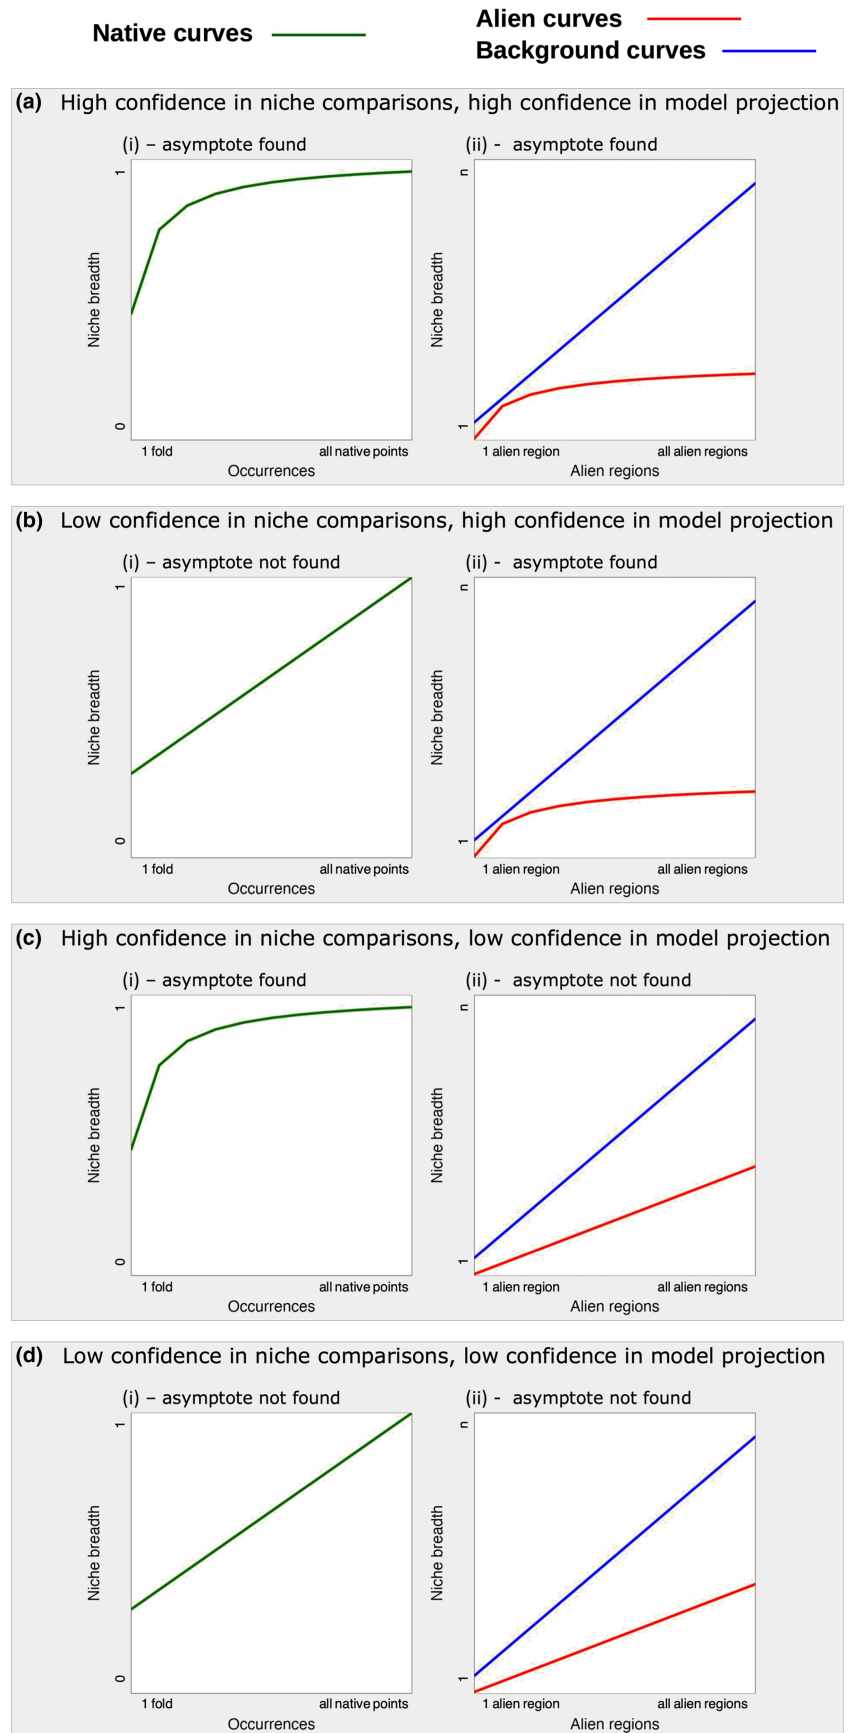 Native curves
Alien curves
Background curves
(a) High confidence in niche comparisons, high confidence in model projection
(i) – asymptote found
(ii) - asymptote found
Niche breadth
1
0
1 fold
all native points
Occurrences
Niche breadth
n
1
1 alien region
all alien regions
Alien regions
(b) Low confidence in niche comparisons, high confidence in model projection
(i) – asymptote not found
(ii) - asymptote found
Niche breadth
1
0
1 fold
all native points
Occurrences
Niche breadth
n
1
1 alien region
all alien regions
Alien regions
(c) High confidence in niche comparisons, low confidence in model projection
(i) – asymptote found
(ii) - asymptote not found
Niche breadth
1
0
1 fold
all native points
Occurrences
Niche breadth
n
1
1 alien region
all alien regions
Alien regions
(d) Low confidence in niche comparisons, low confidence in model projection
(i) – asymptote not found
(ii) - asymptote not found
Niche breadth
1
0
1 fold
all native points
Occurrences
Niche breadth
n
1
1 alien region
all alien regions
Alien regions